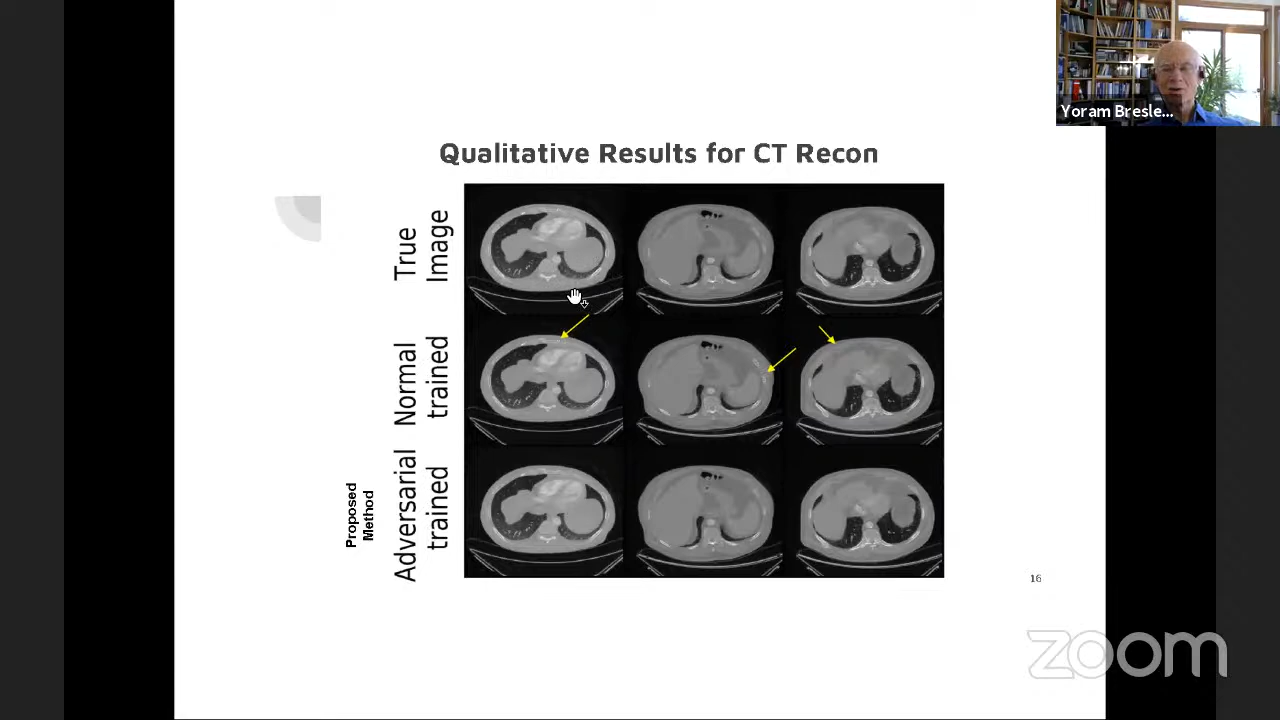 Yoram Bresle...
Qualitative Results for CT Recon
True
Image
Normal
trained
Proposed
Method
Adversarial
trained
16
zoom